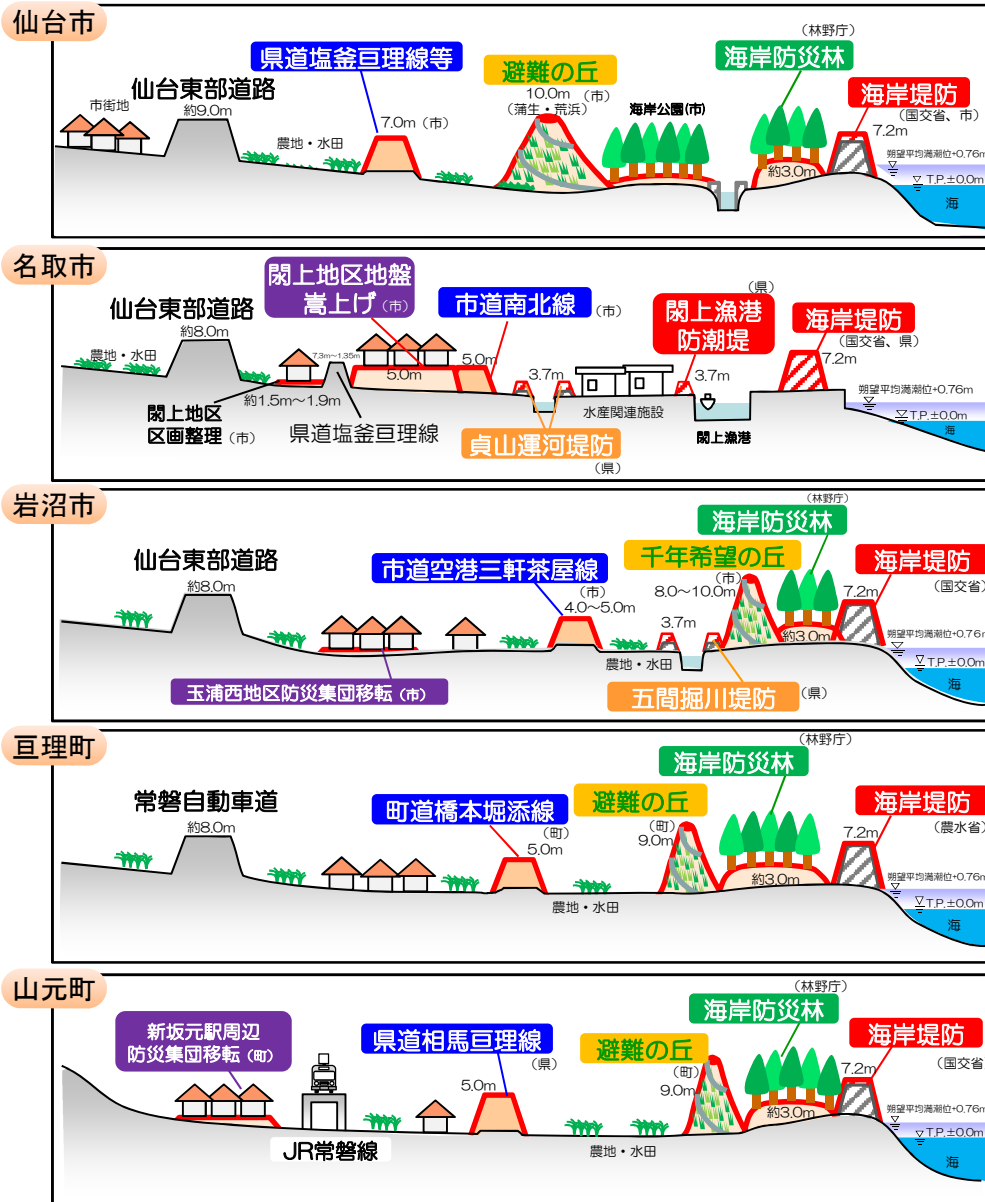 仙台市
(林野庁)
県道塩釜亘理線等
海岸防災林
避難の丘
仙台東部道路
10.0m (市)
(蒲生・荒浜)
海岸堤防
市街地
約9.0m
海岸公園(市)
(国交省、市)
7.0m (市)
7.2m
農地・水田
朔望平均満潮位+0.76m
約3.0m
T.P.±0.0m
海
名取市
閖上地区地盤
嵩上げ(市)
(県)
仙台東部道路
市道南北線
(市)
閖上漁港
防潮堤
海岸堤防
(国交省、県)
約8.0m
農地・水田
7.3m~1.35m
5.0m
5.0m
3.7m
3.7m
7.2m
朔望平均満潮位+0.76m
約1.5m~1.9m
閖上地区
区画整理(市)
県道塩釜亘理線
水産関連施設
T.P.±0.0m
海
貞山運河堤防
(県)
閖上漁港
岩沼市
(林野庁)
海岸防災林
仙台東部道路
千年希望の丘
市道空港三軒茶屋線
海岸堤防
約8.0m
(市)
4.0~5.0m
(市)
8.0~10.0m
7.2m
(国交省)
3.7m
約3.0m
朔望平均満潮位+0.76m
農地・水田
T.P.±0.0m
海
玉浦西地区防災集団移転(市)
五間掘川堤防
(県)
亘理町
(林野庁)
海岸防災林
常磐自動車道
町道橋本堀添線
避難の丘
海岸堤防
約8.0m
(町)
5.0m
(町)
9.0m
7.2m
(農水省)
約3.0m
朔望平均満潮位+0.76m
農地・水田
T.P.±0.0m
海
山元町
(林野庁)
海岸防災林
新坂元駅周辺
防災集団移転(町)
県道相馬亘理線
(県)
避難の丘
海岸堤防
(国交省
5.0m
(町)
9.0m
7.2m
約3.0m
朔望平均満潮位+0.76m
T.P.±0.0m
JR常磐線
農地・水田
海